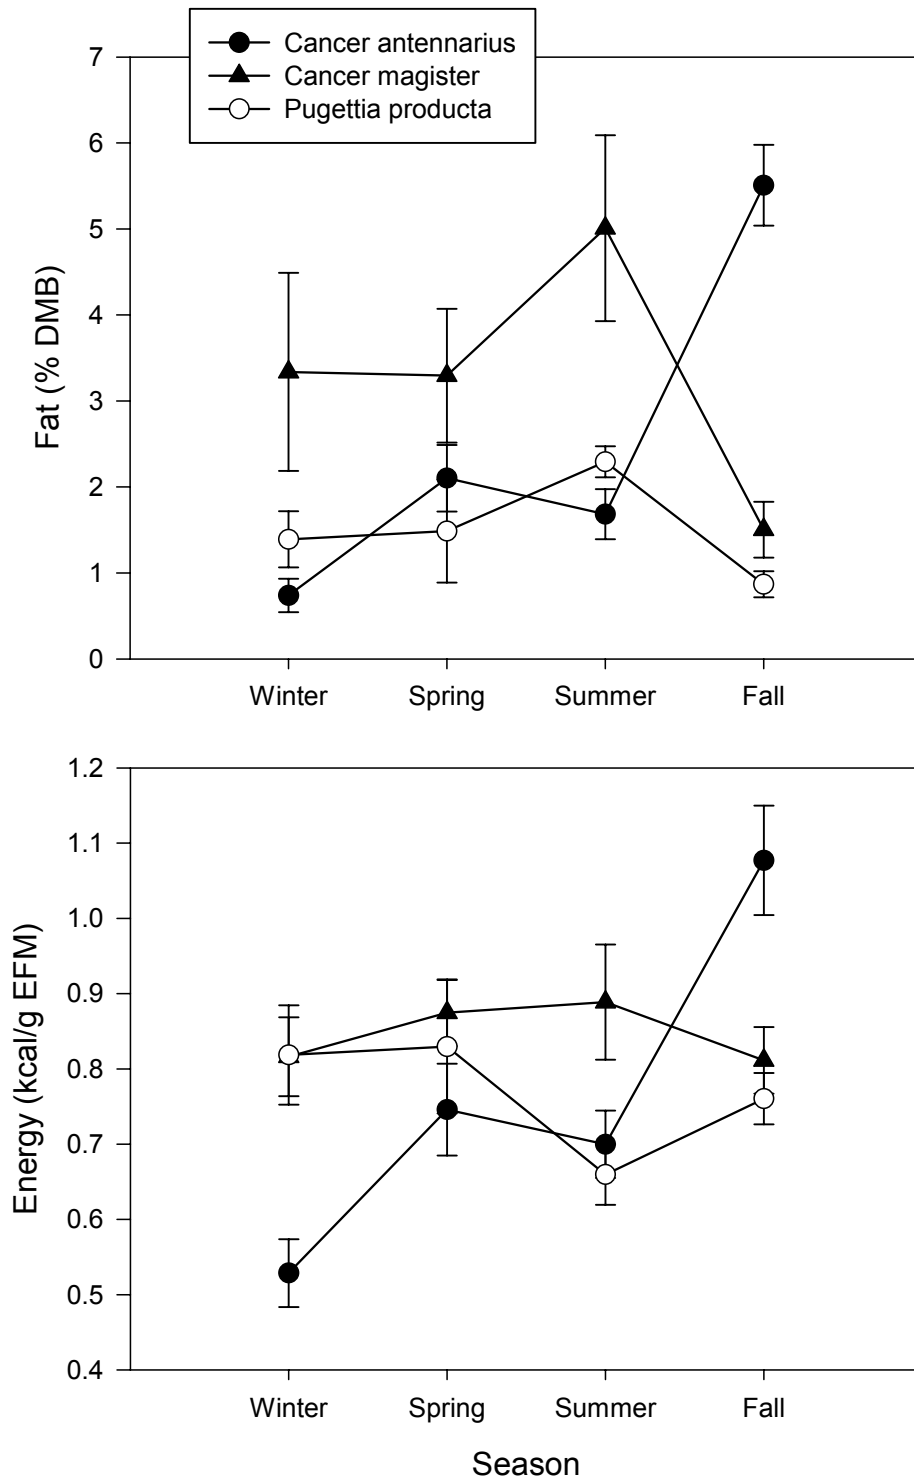 Cancer antennarius
Cancer magister
Pugettia producta
7
6
5
4
3
2
1
0
Fat (% DMB)
Winter Spring Summer Fall
1.2
1.1
1.0
0.9
0.8
0.7
0.6
0.5
0.4
Energy (kcal/g EFM)
Winter Spring Summer Fall
Season